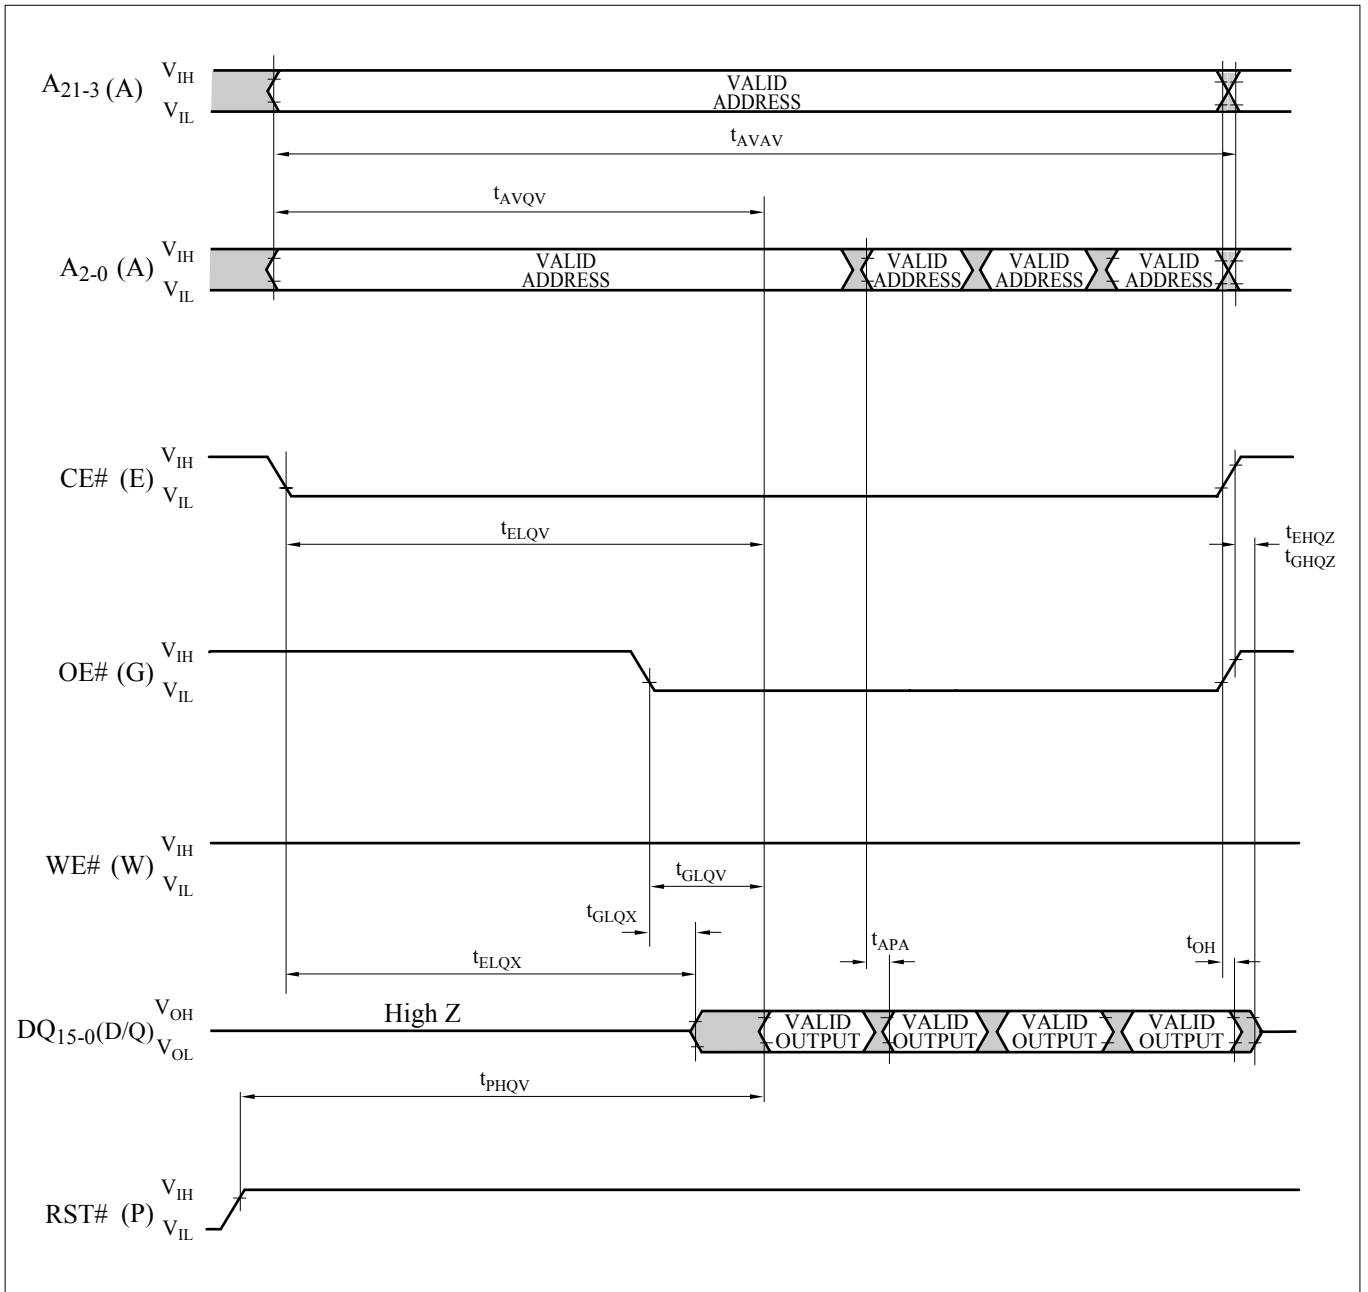 A21-3 (A)
VIH
VIL
VALID
ADDRESS
tAVAV
tAVQV
A2-0 (A)
VIH
VIL
VALID
ADDRESS
VALID
ADDRESS
VALID
ADDRESS
VALID
ADDRESS
CE# (E)
VIH
VIL
tELQV
tEHQZ
tGHQZ
OE# (G)
VIH
VIL
WE# (W)
VIH
VIL
tGLQV
tGLQX
tELQX
tAPA
tOH
DQ15-0(D/Q)
VOH
VOL
High Z
VALID
OUTPUT
VALID
OUTPUT
VALID
OUTPUT
VALID
OUTPUT
tPHQV
RST# (P)
VIH
VIL